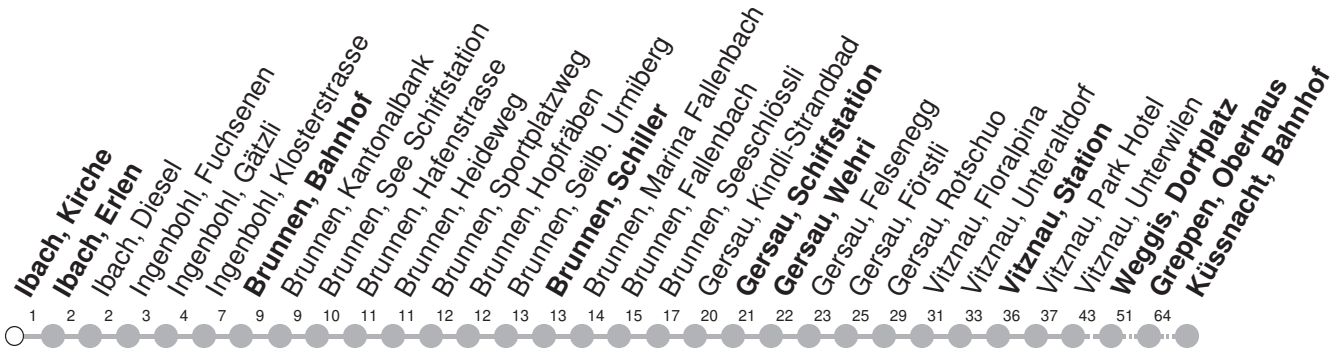 Ibach, Kirche
Ibach, Erlen
Ibach, Diesel
Ingenbohl, Fuchsenen
Ingenbohl, Gätzli
Ingenbohl, Klosterstrasse
Brunnen, Bahnhof
Brunnen, Kantonalbank
Brunnen, See Schiffstation
Brunnen, Hafenstrasse
Brunnen, Heideweg
Brunnen, Sportplatzweg
Brunnen, Hopfräben
Brunnen, Seilb. Urmiberg
Brunnen, Schiller
Brunnen, Marina Fallenbach
Brunnen, Fallenbach
Brunnen, Seeschlössli
Gersau, Kindli-Strandbad
Gersau, Schiffstation
Gersau, Wehri
Gersau, Felsenegg
Gersau, Förstli
Gersau, Rotschuo
Vitznau, Floralpina
Vitznau, Unteraltdorf
Vitznau, Station
Vitznau, Park Hotel
Vitznau, Unterwilen
Weggis, Dorfplatz
Greppen, Oberhaus
Küssnacht, Bahnhof
1 2 2 3 4 7 9 9 10 11 11 12 12 13 13 14 15 17 20 21 22 23 25 29 31 33 36 37 43 51 64